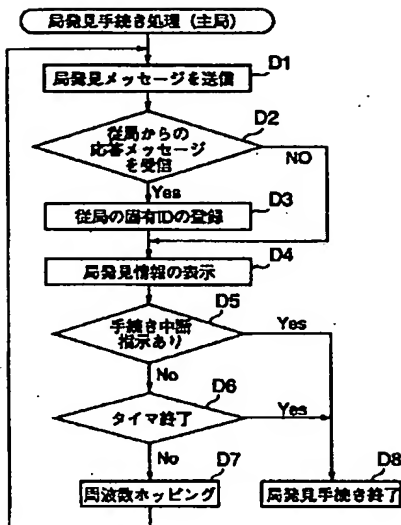 局発見手続き処理（主局）
局発見メッセージを送信
D1
従局からの
応答メッセージ
を受信
D2
NO
Yes
従局の固有IDの登録
D3
局発見情報の表示
D4
手続き中断
指示あり
D5
Yes
No
タイマ終了
D6
Yes
No
周波数ホッピング
D7
局発見手続き終了
D8